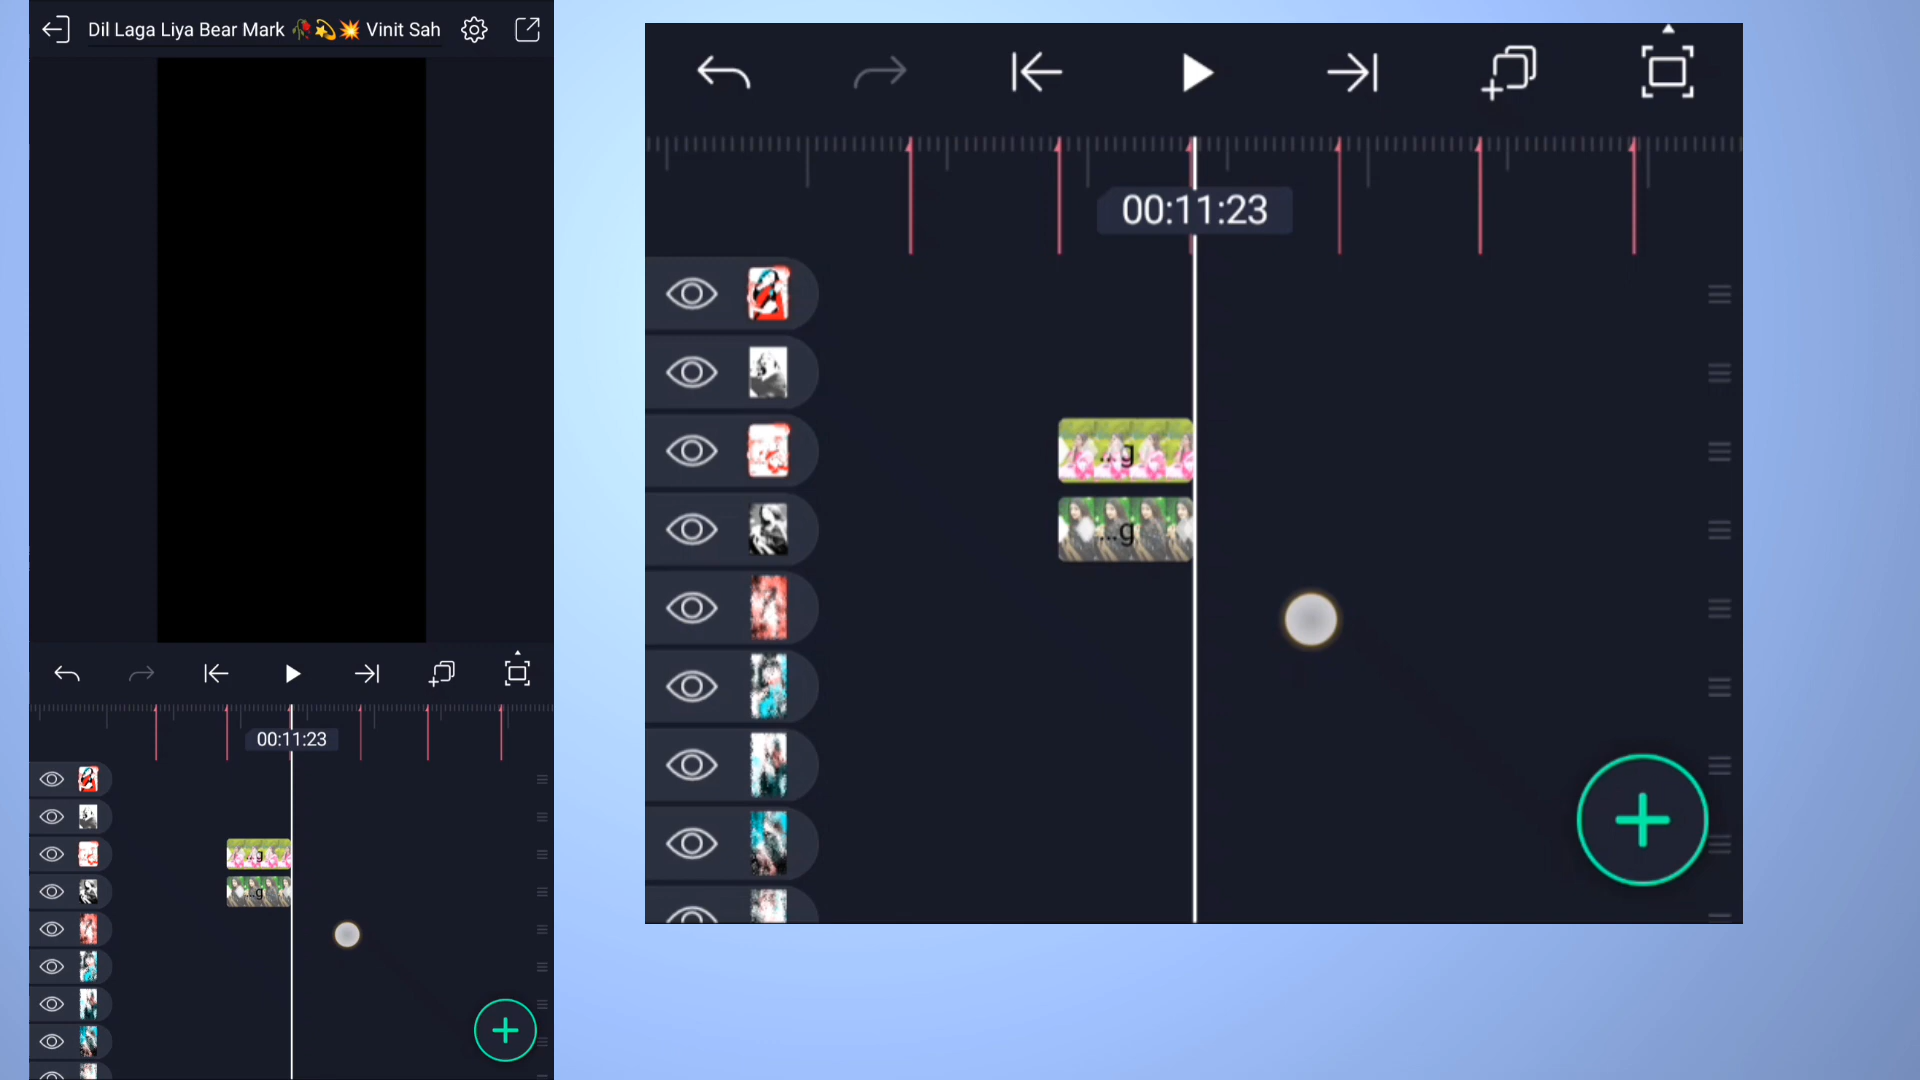 Dil Laga Liya Bear Mark 🥀💫💥 Vinit Sah
00:11:23
...g
...g
00:11:23
...g
...g